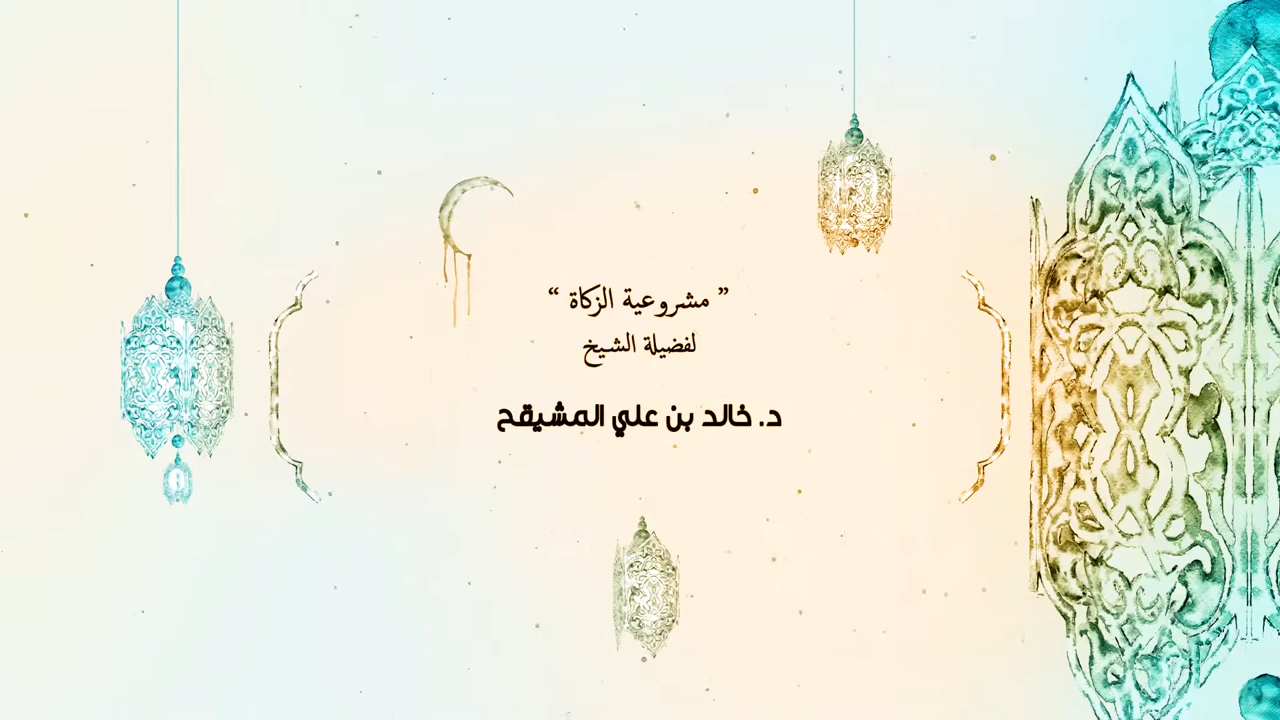 ” مشروعية الزكاة “
لفضيلة الشيخ
د. خالد بن علي المشيقح